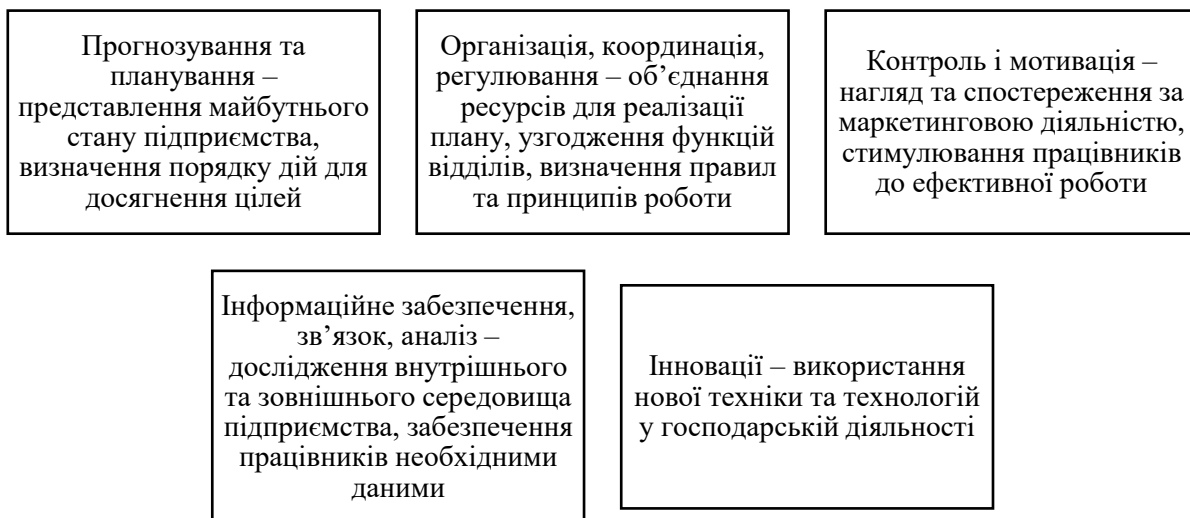 Прогнозування та
планування –
представлення майбутнього
стану підприємства,
визначення порядку дій для
досягнення цілей
Організація, координація,
регулювання – об’єднання
ресурсів для реалізації
плану, узгодження функцій
відділів, визначення правил
та принципів роботи
Контроль і мотивація –
нагляд та спостереження за
маркетинговою діяльністю,
стимулювання працівників
до ефективної роботи
Інформаційне забезпечення,
зв’язок, аналіз –
дослідження внутрішнього
та зовнішнього середовища
підприємства, забезпечення
працівників необхідними
даними
Інновації – використання
нової техніки та технологій
у господарській діяльності